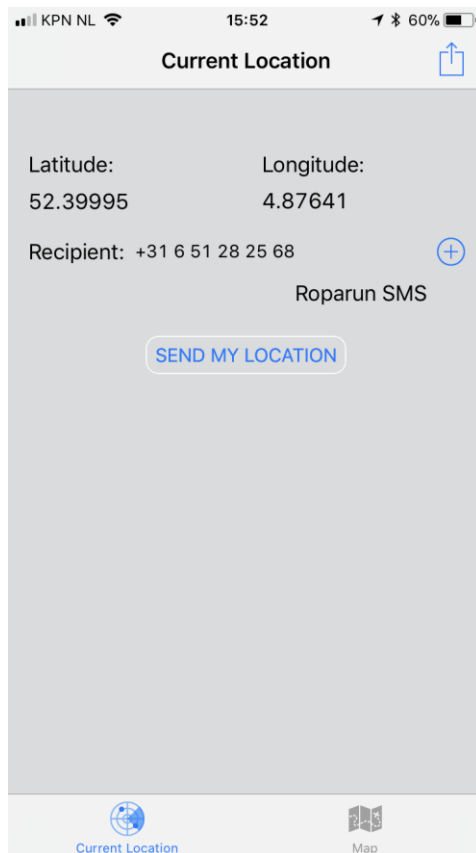 KPN NL 15:52 60%
Current Location
Latitude: Longitude:
52.39995 4.87641
Recipient: +31 6 51 28 25 68
Roparun SMS
SEND MY LOCATION
Current Location Map